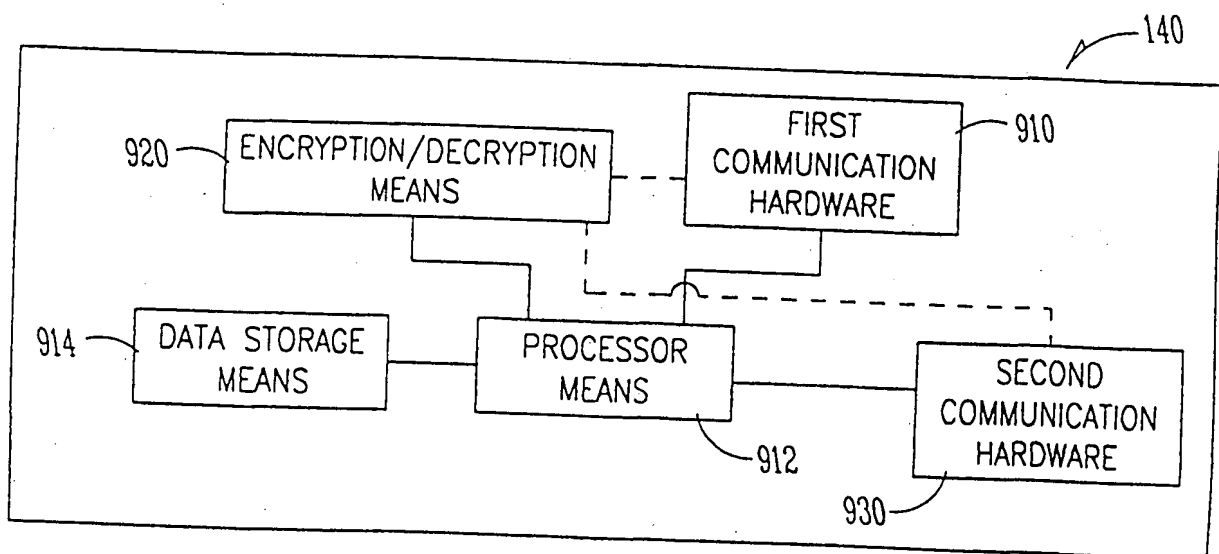 140
920
ENCRYPTION/DECRYPTION
MEANS
FIRST
COMMUNICATION
HARDWARE
910
914
DATA STORAGE
MEANS
PROCESSOR
MEANS
912
SECOND
COMMUNICATION
HARDWARE
930